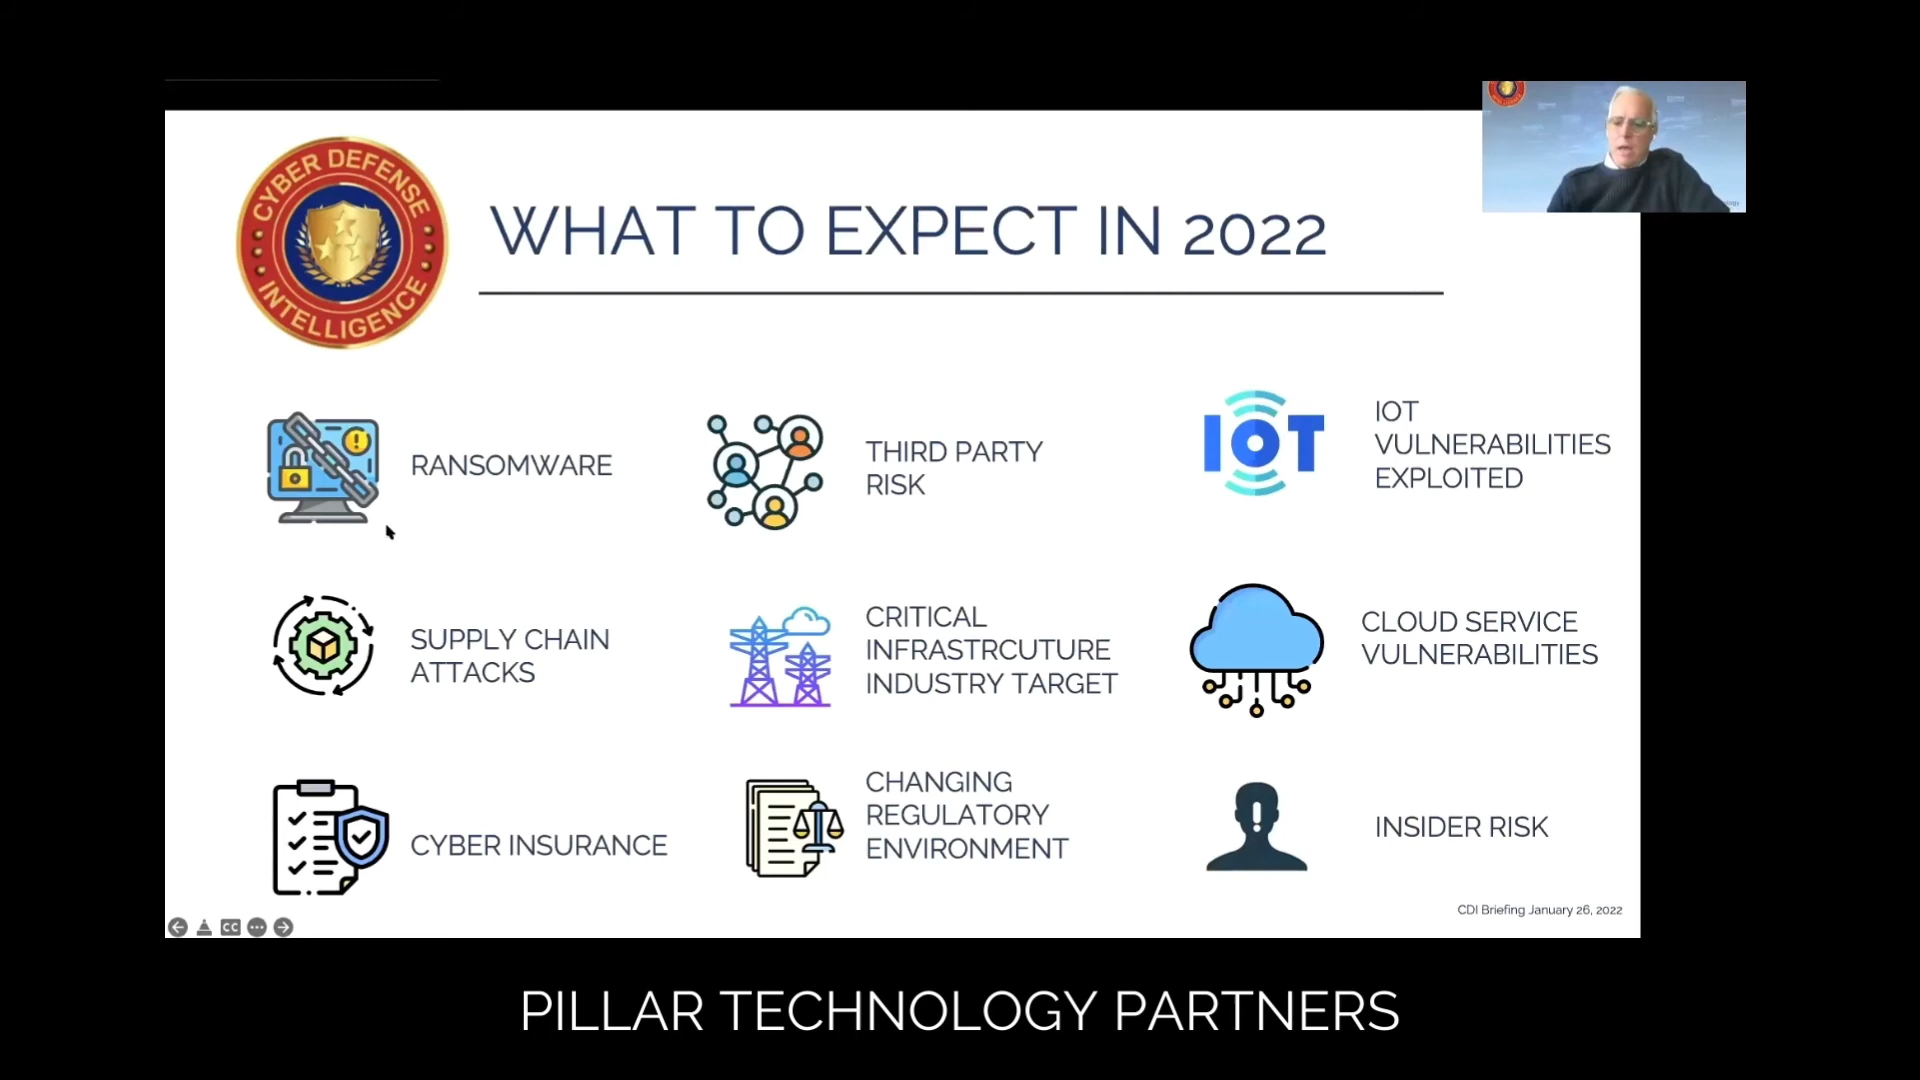 CYBER DEFENSE
INTELLIGENCE
WHAT TO EXPECT IN 2022
RANSOMWARE
THIRD PARTY
RISK
IOT
IOT
VULNERABILITIES
EXPLOITED
SUPPLY CHAIN
ATTACKS
CRITICAL
INFRASTRCUTURE
INDUSTRY TARGET
CLOUD SERVICE
VULNERABILITIES
CYBER INSURANCE
CHANGING
REGULATORY
ENVIRONMENT
INSIDER RISK
CDI Briefing January 26, 2022
CC
PILLAR TECHNOLOGY PARTNERS